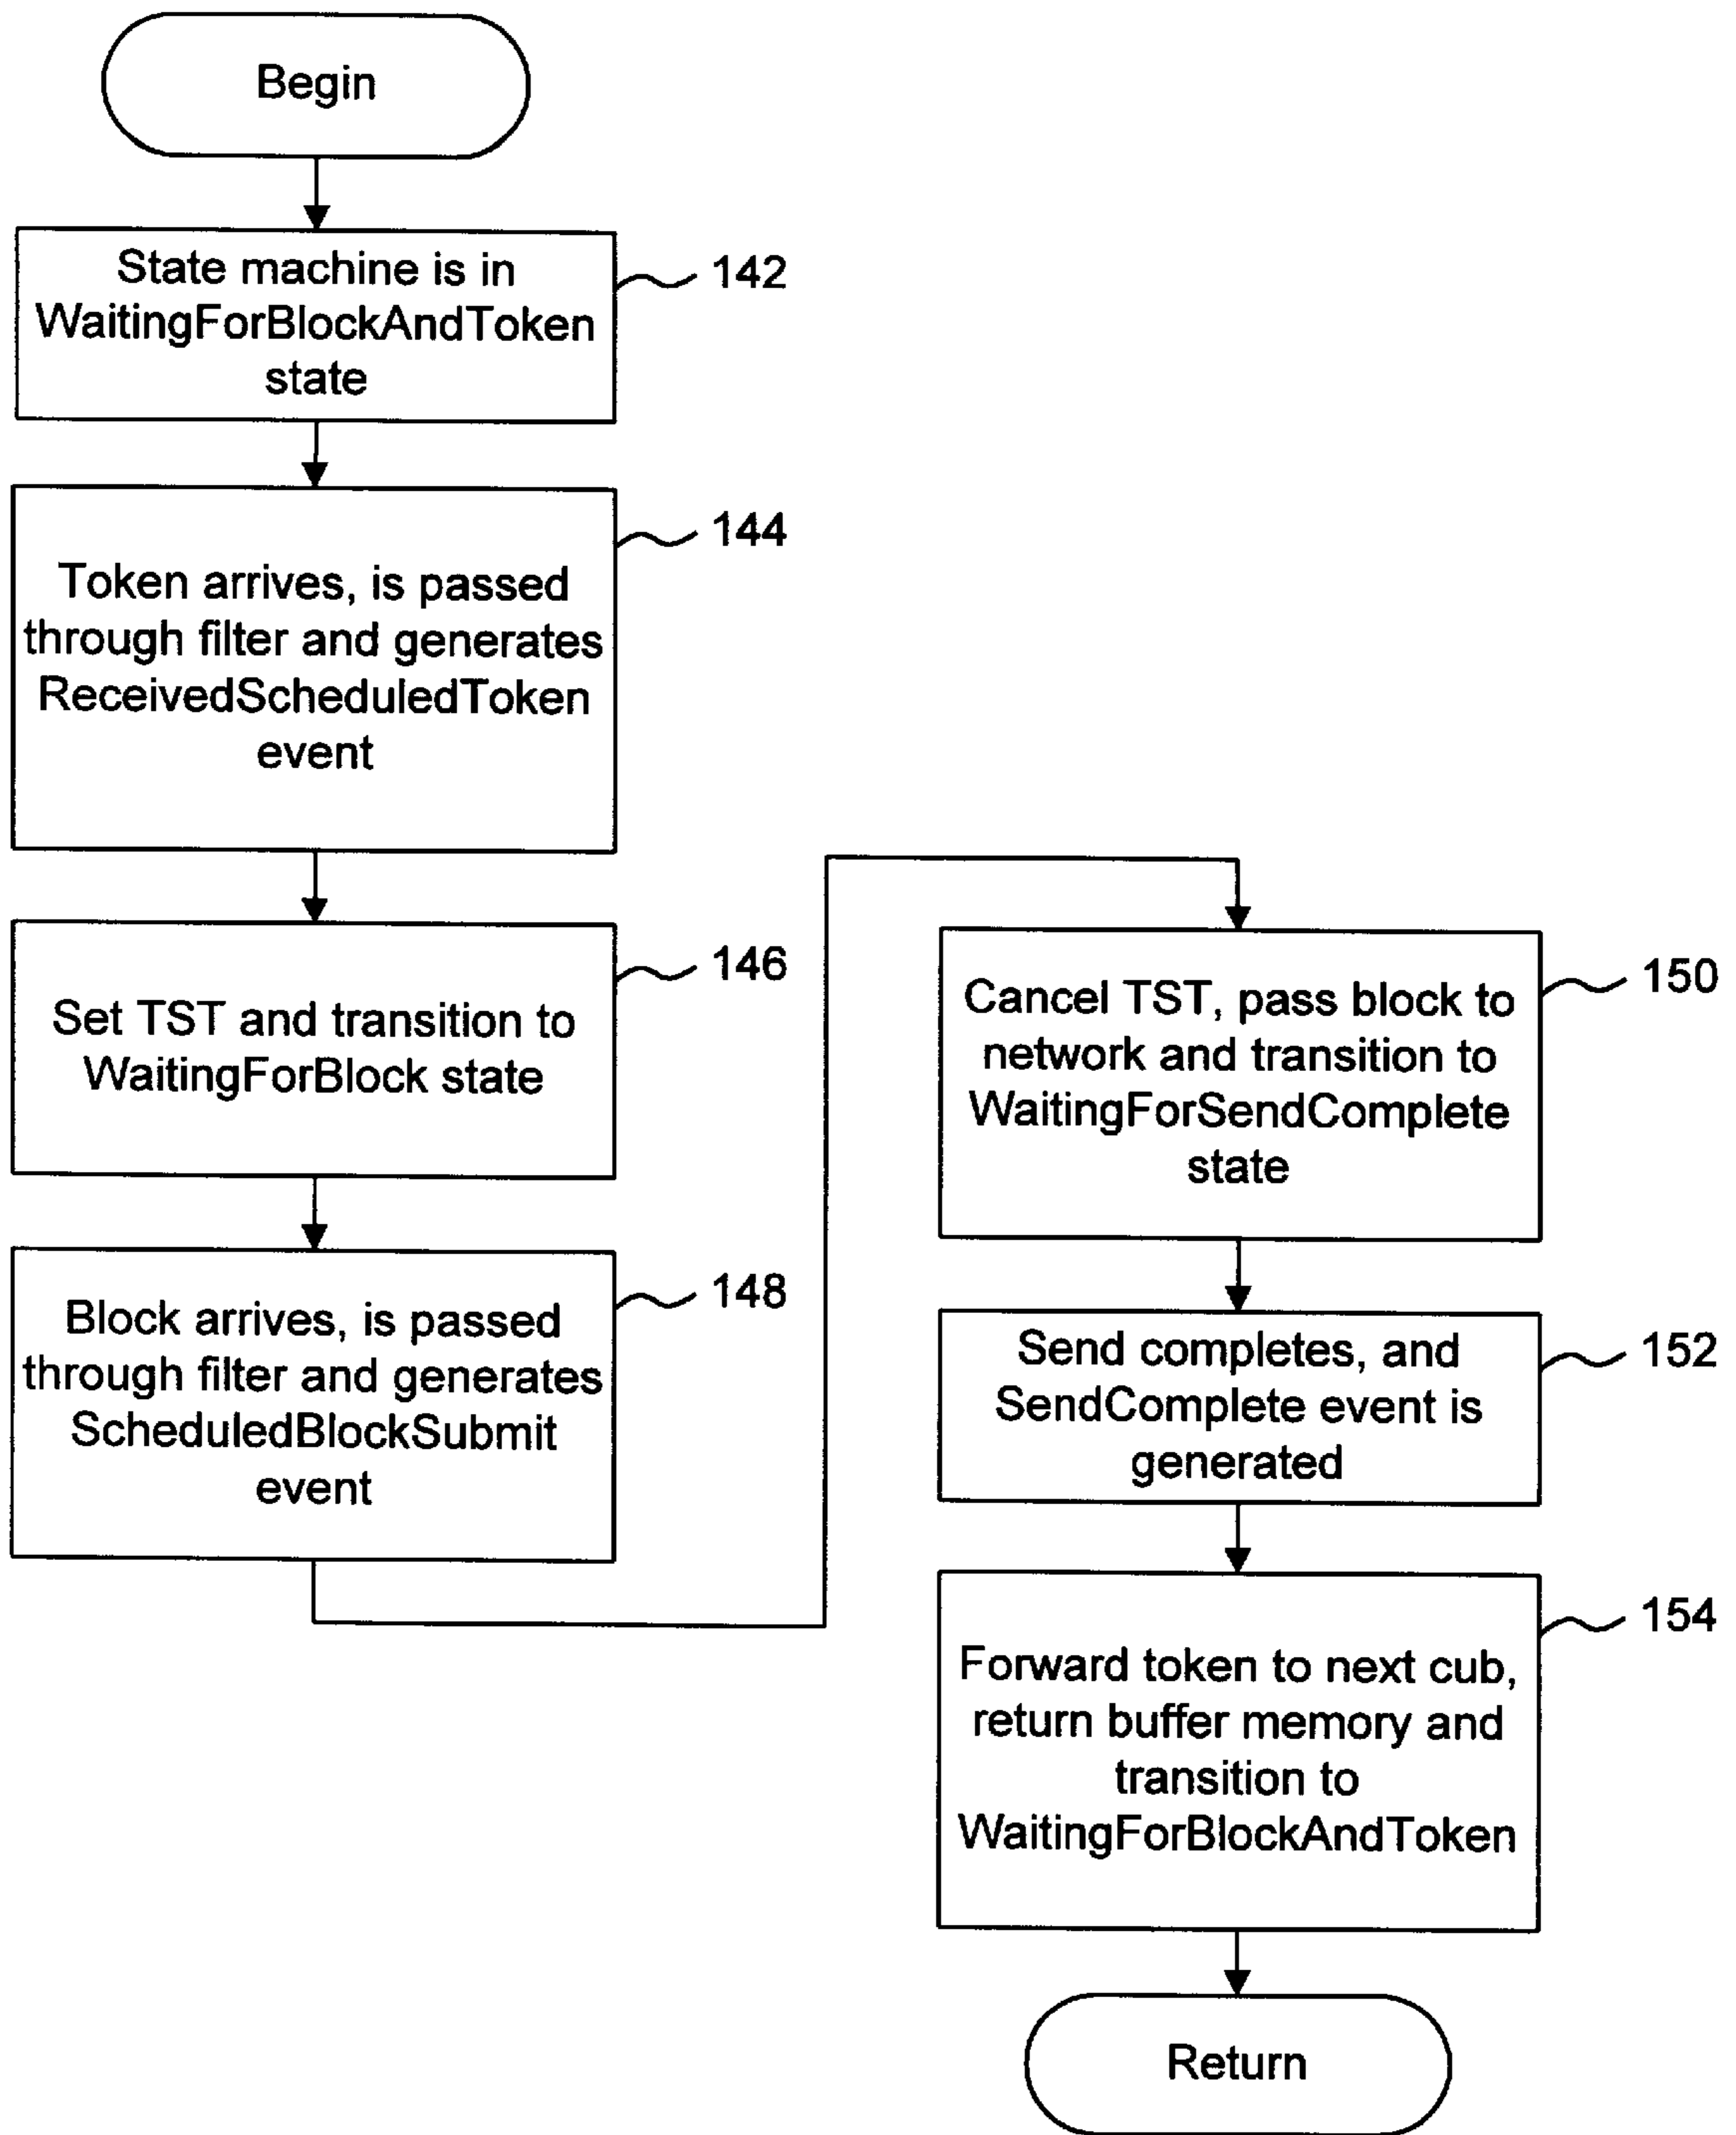 Begin
State machine is in
WaitingForBlockAndToken
state
142
Token arrives, is passed
through filter and generates
ReceivedScheduledToken
event
144
Set TST and transition to
WaitingForBlock state
146
Block arrives, is passed
through filter and generates
ScheduledBlockSubmit
event
148
Cancel TST, pass block to
network and transition to
WaitingForSendComplete
state
150
Send completes, and
SendComplete event is
generated
152
Forward token to next cub,
return buffer memory and
transition to
WaitingForBlockAndToken
154
Return